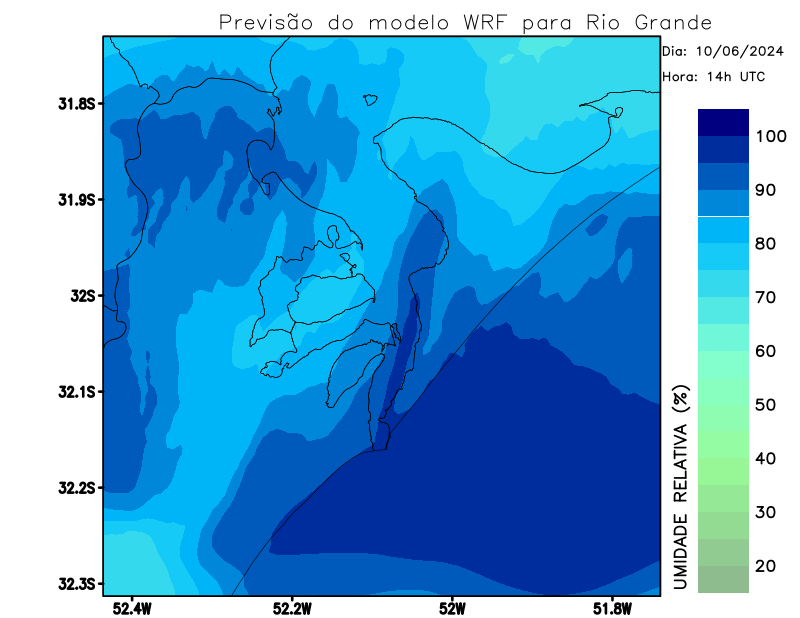 Previsão do modelo WRF para Rio Grande
Dia: 10/06/2024
Hora: 14h UTC
31.8S
31.9S
32S
32.1S
32.2S
32.3S
52.4W
52.2W
52W
51.8W
100
90
80
70
60
50
40
30
20
UMIDADE RELATIVA (%)